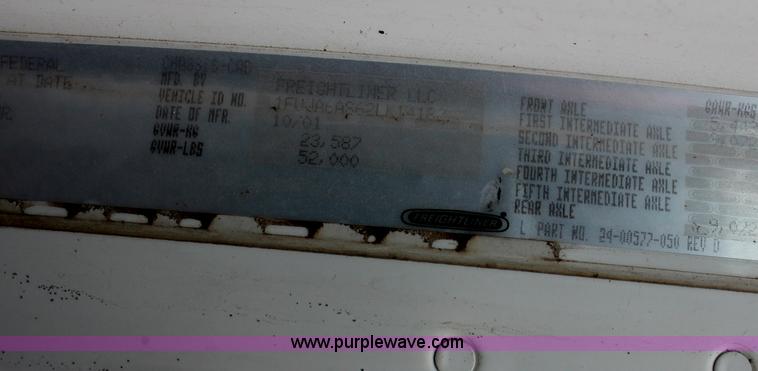 FEDERAL
AT DATE
CHASSIS-CAB
MFD. BY FREIGHTLINER LLC
VEHICLE ID NO.
DATE OF MFR. 10/01
GVWR-KG 23,587
GVWR-LBS 52,000
GAWR-KGS
FRONT AXLE
FIRST INTERMEDIATE AXLE
SECOND INTERMEDIATE AXLE
THIRD INTERMEDIATE AXLE
FOURTH INTERMEDIATE AXLE
FIFTH INTERMEDIATE AXLE
REAR AXLE
FREIGHTLINER
PART NO. 24-00577-050 REV D
www.purplewave.com